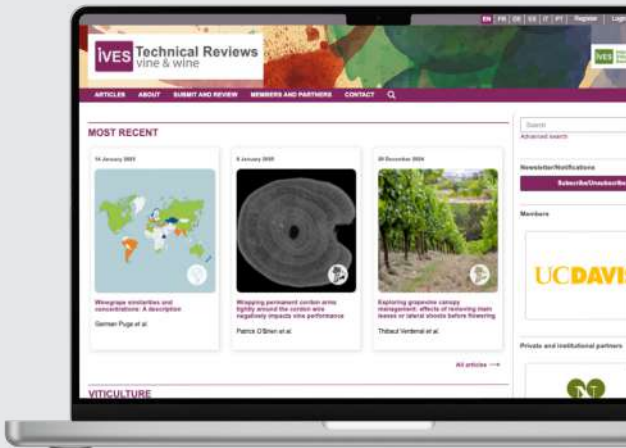 EN FR DE ES IT PT Register Login
IVES Technical Reviews
vine & wine
IVES
ARTICLES ABOUT SUBMIT AND REVIEW MEMBERS AND PARTNERS CONTACT
MOST RECENT
14 January 2025
6 January 2025
20 December 2024
Winegrape similarities and
concentrations: A description
German Puga et al.
Wrapping permanent cordon arms
tightly around the cordon wire
negatively impacts vine performance
Patrick O'Brien et al.
Exploring grapevine canopy
management: effects of removing main
leaves or lateral shoots before flowering
Thibaut Verdenal et al.
All articles
VITICULTURE
Search
Advanced search
Newsletter/Notifications
Subscribe/Unsubscribe
Members
UCDAVI
Private and institutional partners
N